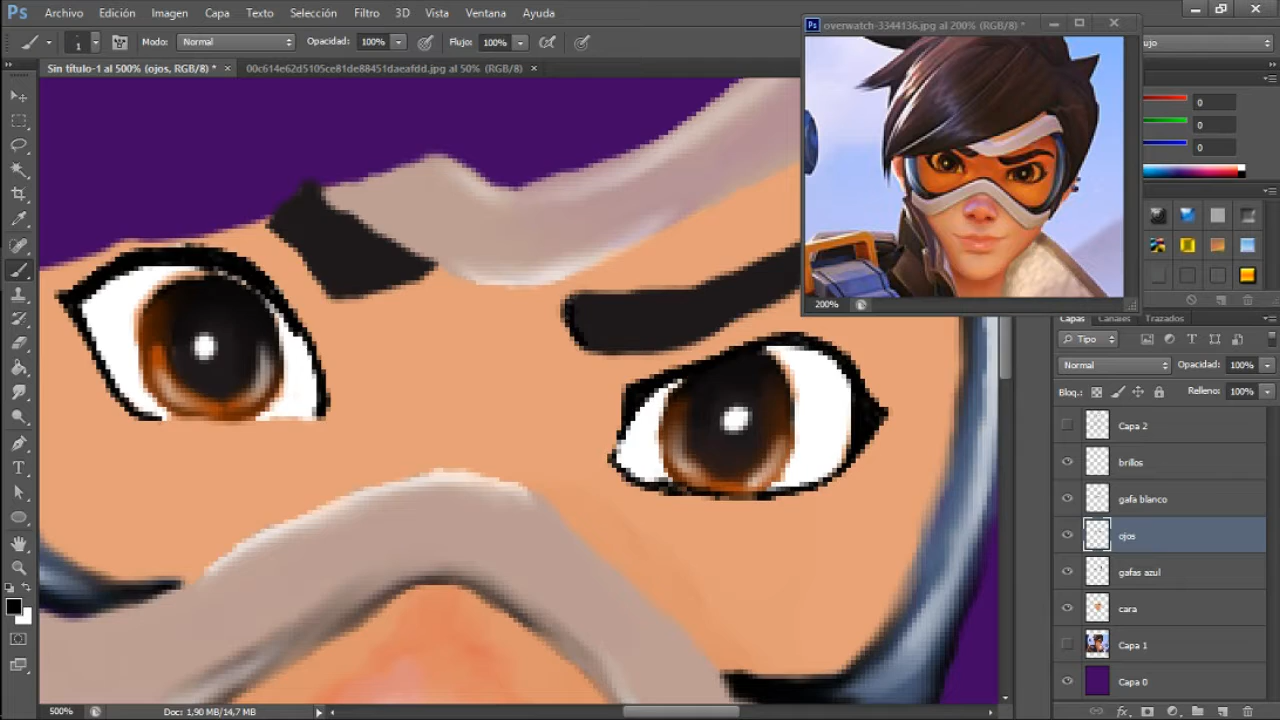 Ps Archivo Edición Imagen Capa Texto Selección Filtro 3D Vista Ventana Ayuda
1 Modo: Normal Opacidad: 100% Flujo: 100%
Sin título-1 al 500% (ojos, RGB/8) * × 00c614e62d5105ce81de88451daeafdd.jpg al 50% (RGB/8) ×
Ps overwatch-3344136.jpg al 200% (RGB/8) *
200%
0
0
0
Capas Canales Trazados
Tipo
Normal Opacidad: 100%
Bloq.: Relleno: 100%
Capa 2
brillos
gafa blanco
ojos
gafas azul
cara
Capa 1
Capa 0
500% Doc: 1,90 MB/14,7 MB